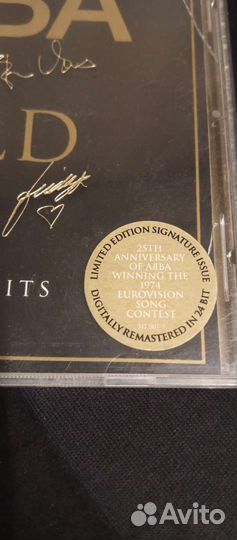 BA
LD
ITS
LIMITED EDITION SIGNATURE ISSUE
25TH
ANNIVERSARY
OF ABBA
WINNING THE
1974
EUROVISION
SONG
CONTEST
DIGITALLY REMASTERED IN 24 BIT
Avito